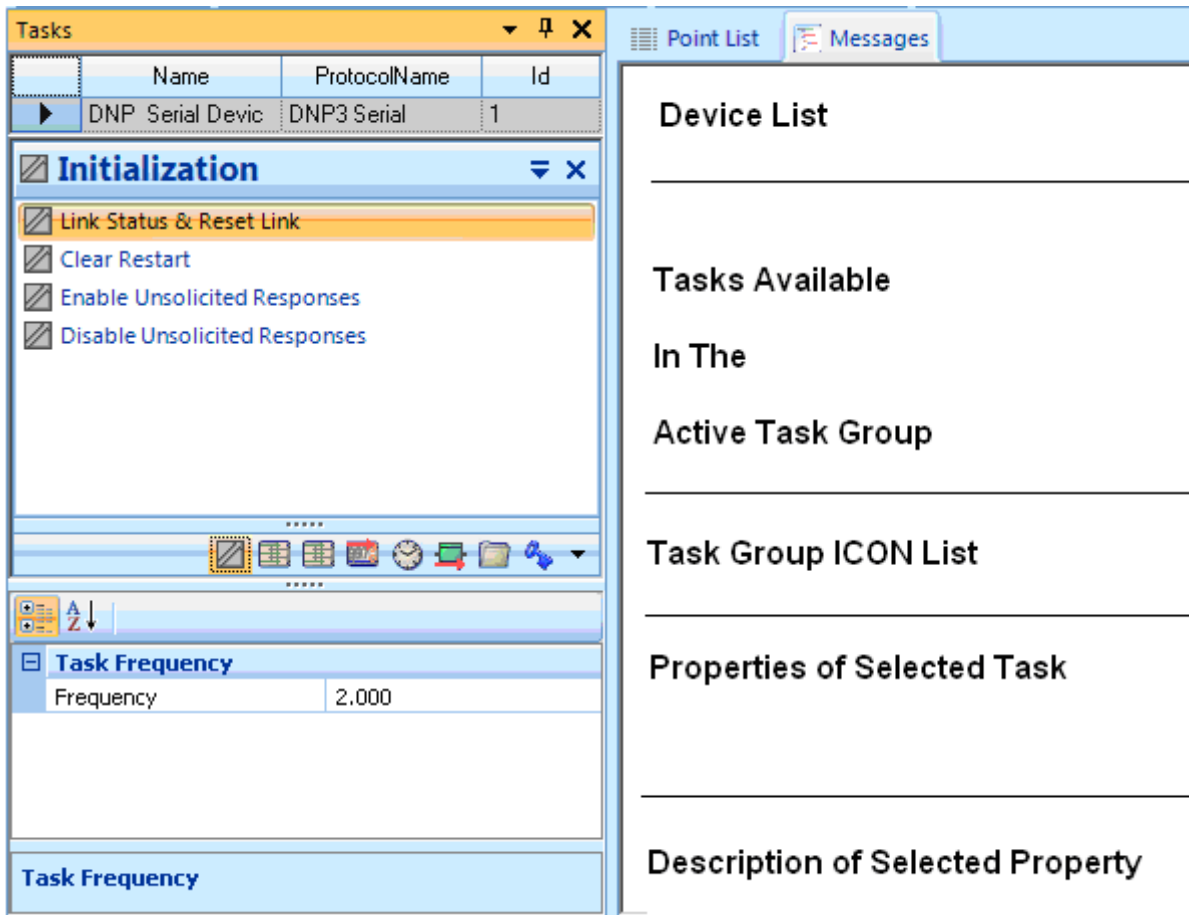 Tasks
Name ProtocolName Id
DNP Serial Devic DNP3 Serial 1
Initialization
Link Status & Reset Link
Clear Restart
Enable Unsolicited Responses
Disable Unsolicited Responses
Task Frequency
Frequency 2.000
Task Frequency
Point List Messages
Device List
Tasks Available
In The
Active Task Group
Task Group ICON List
Properties of Selected Task
Description of Selected Property